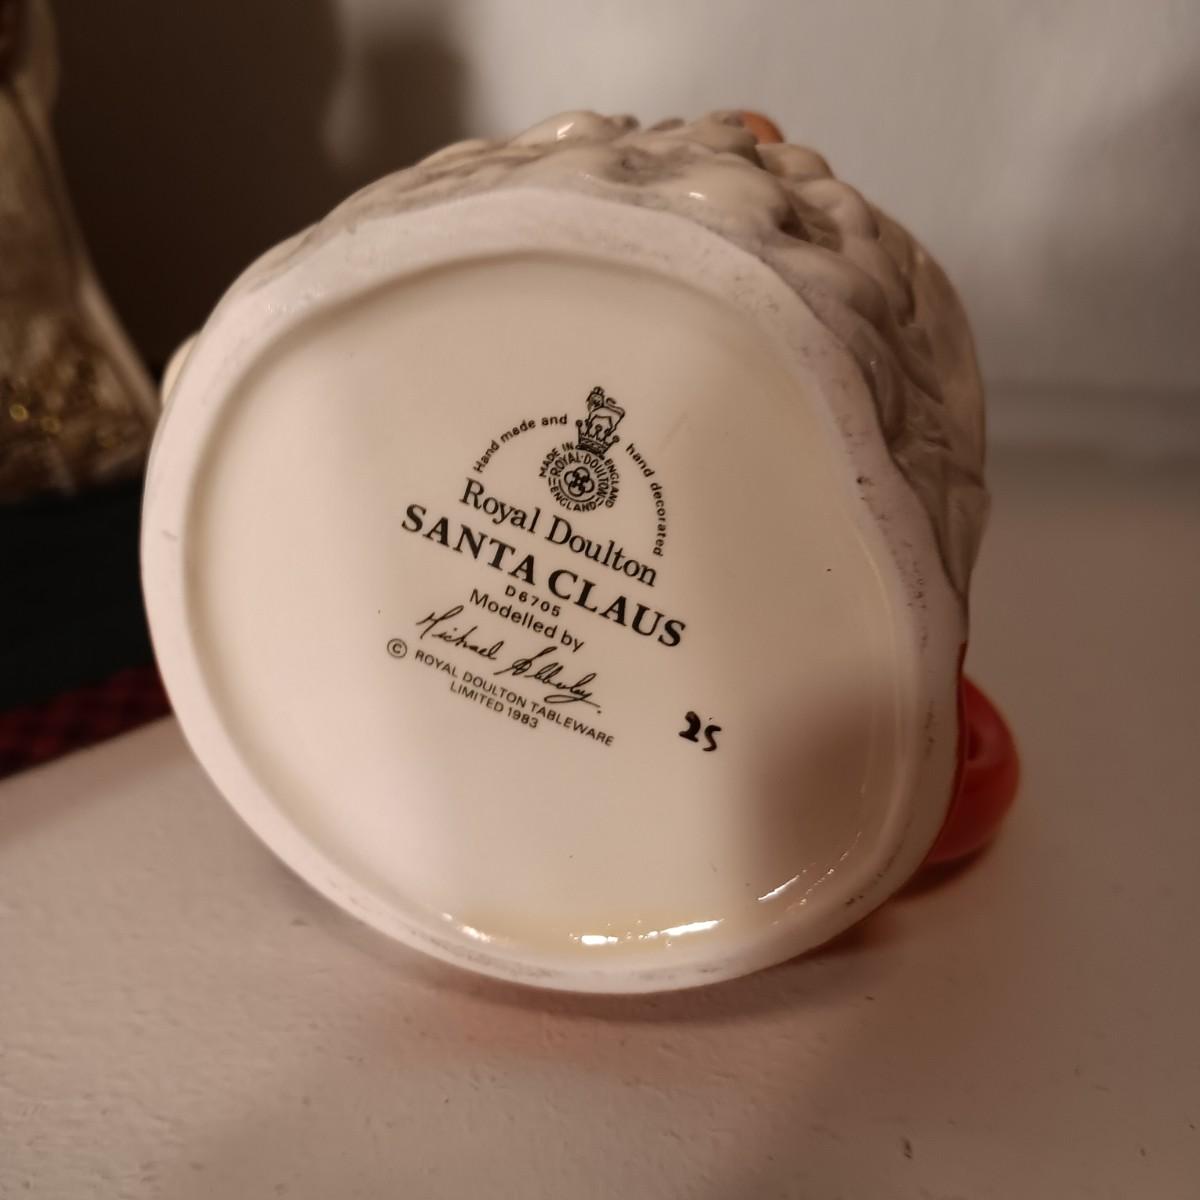 Hand made and hand decorated
MADE IN ENGLAND
ROYAL·DOULTON
ENGLAND
Royal Doulton
SANTA CLAUS
D6705
Modelled by
Michael Abberley
© ROYAL DOULTON TABLEWARE
LIMITED 1983
25